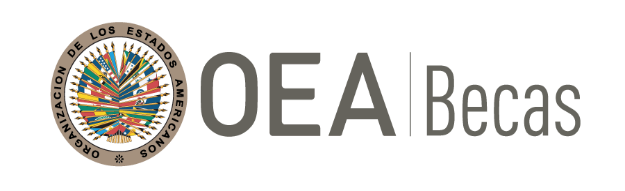 ORGANIZACION DE LOS ESTADOS AMERICANOS
OEA Becas